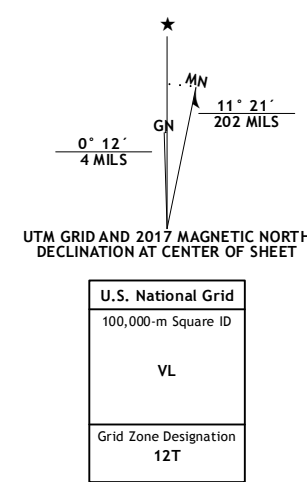 MN
GN
11° 21´
202 MILS
0° 12´
4 MILS
UTM GRID AND 2017 MAGNETIC NORTH
DECLINATION AT CENTER OF SHEET
U.S. National Grid
100,000-m Square ID
VL
Grid Zone Designation
12T